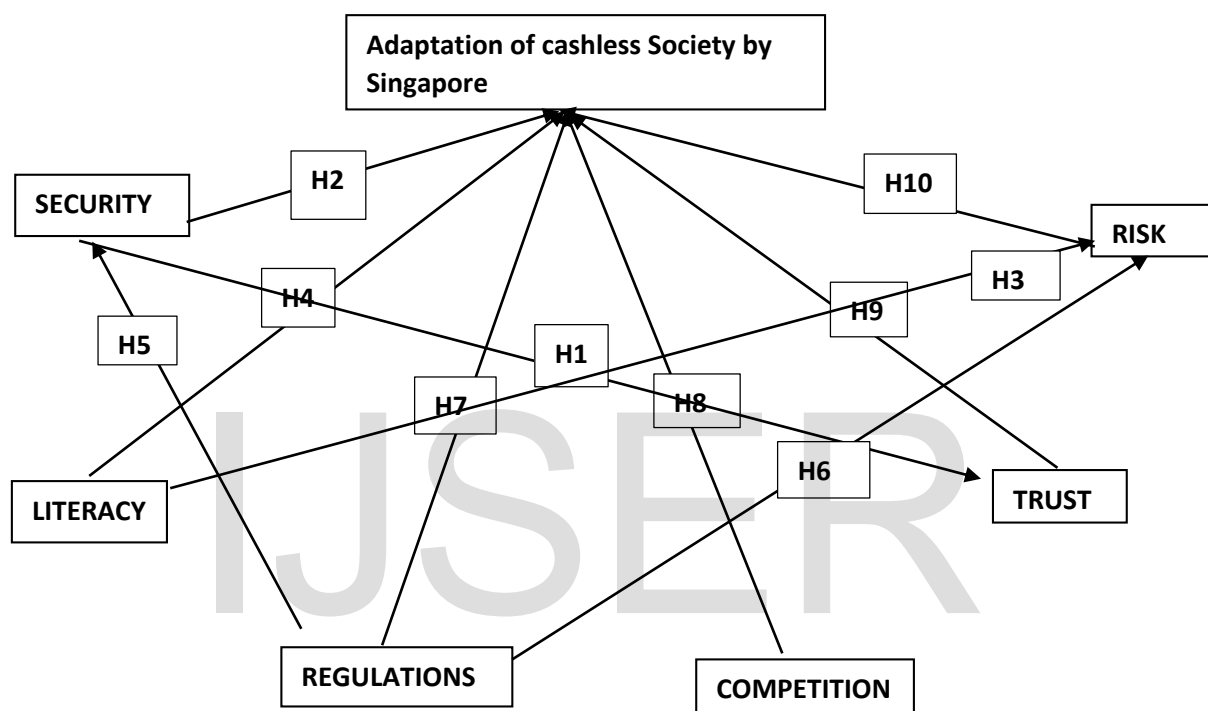 Adaptation of cashless Society by
Singapore
H2
H10
SECURITY
RISK
H3
H4
H9
H5
H1
H7
H8
H6
LITERACY
TRUST
IJSER
REGULATIONS
COMPETITION